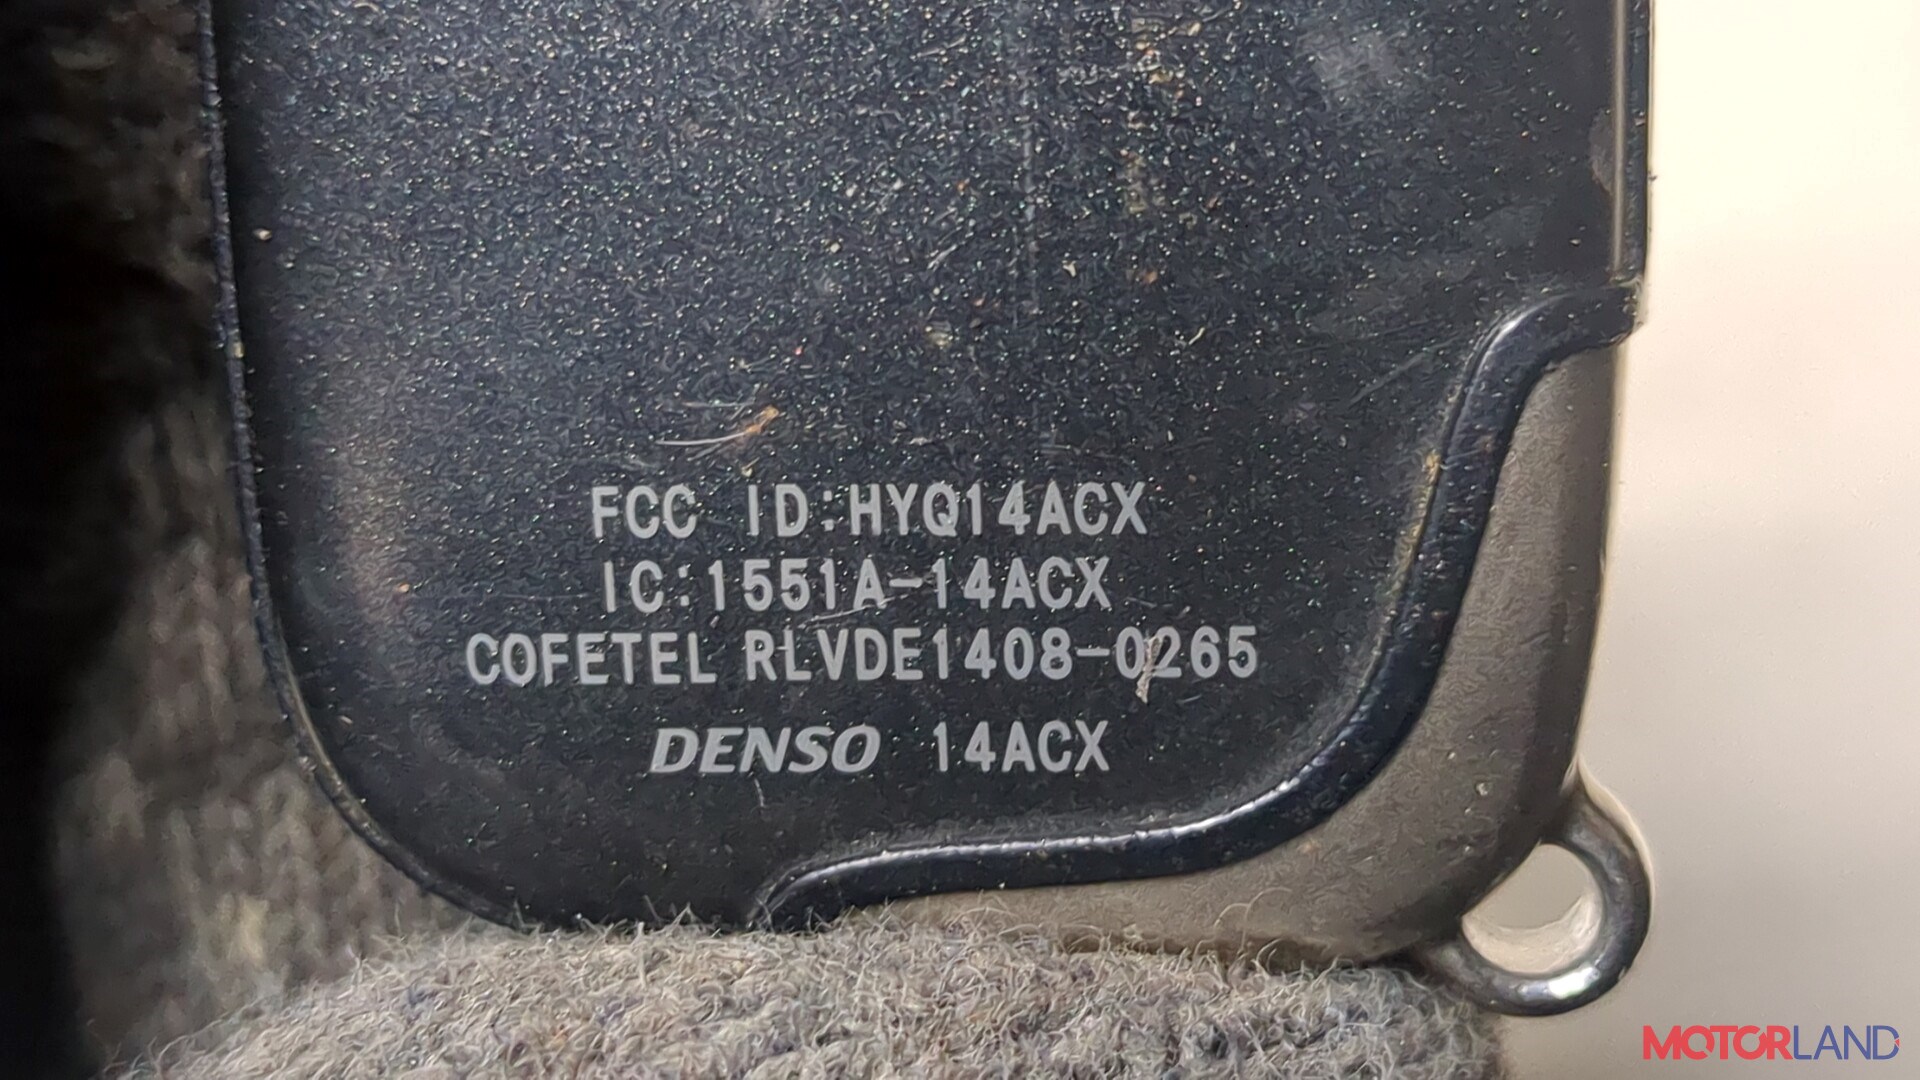 FCC ID:HYQ14ACX
IC:1551A-14ACX
COFETEL RLVDE1408-0265
DENSO 14ACX
MOTORLAND